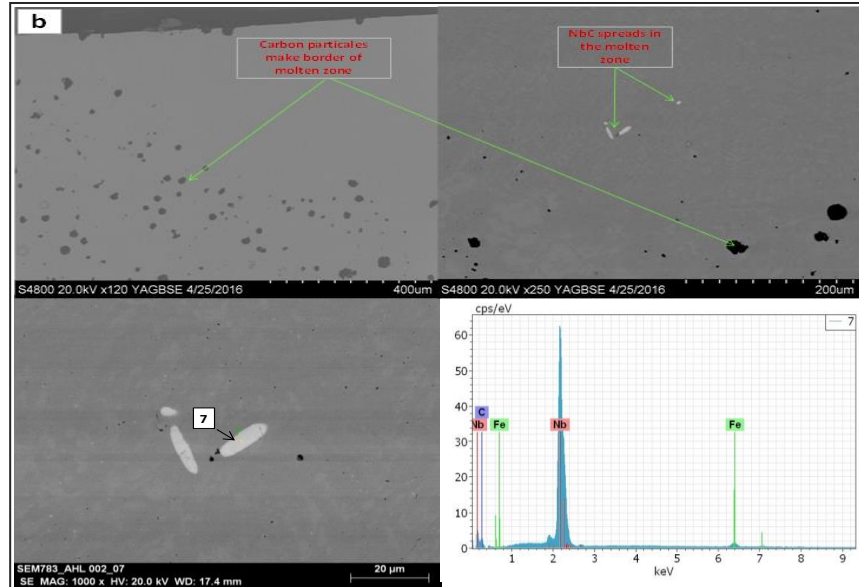 b
Carbon particales
make border of
molten zone
NbC spreads in
the molten
zone
S4800 20.0kV x120 YAGBSE 4/25/2016 400um
S4800 20.0kV x250 YAGBSE 4/25/2016 200um
7
SEM783_AHL 002_07
SE MAG: 1000 x HV: 20.0 kV WD: 17.4 mm
20 µm
cps/eV
7
60
50
40
30
20
10
0
C
Nb Fe Nb Fe
1 2 3 4 5 6 7 8 9
keV